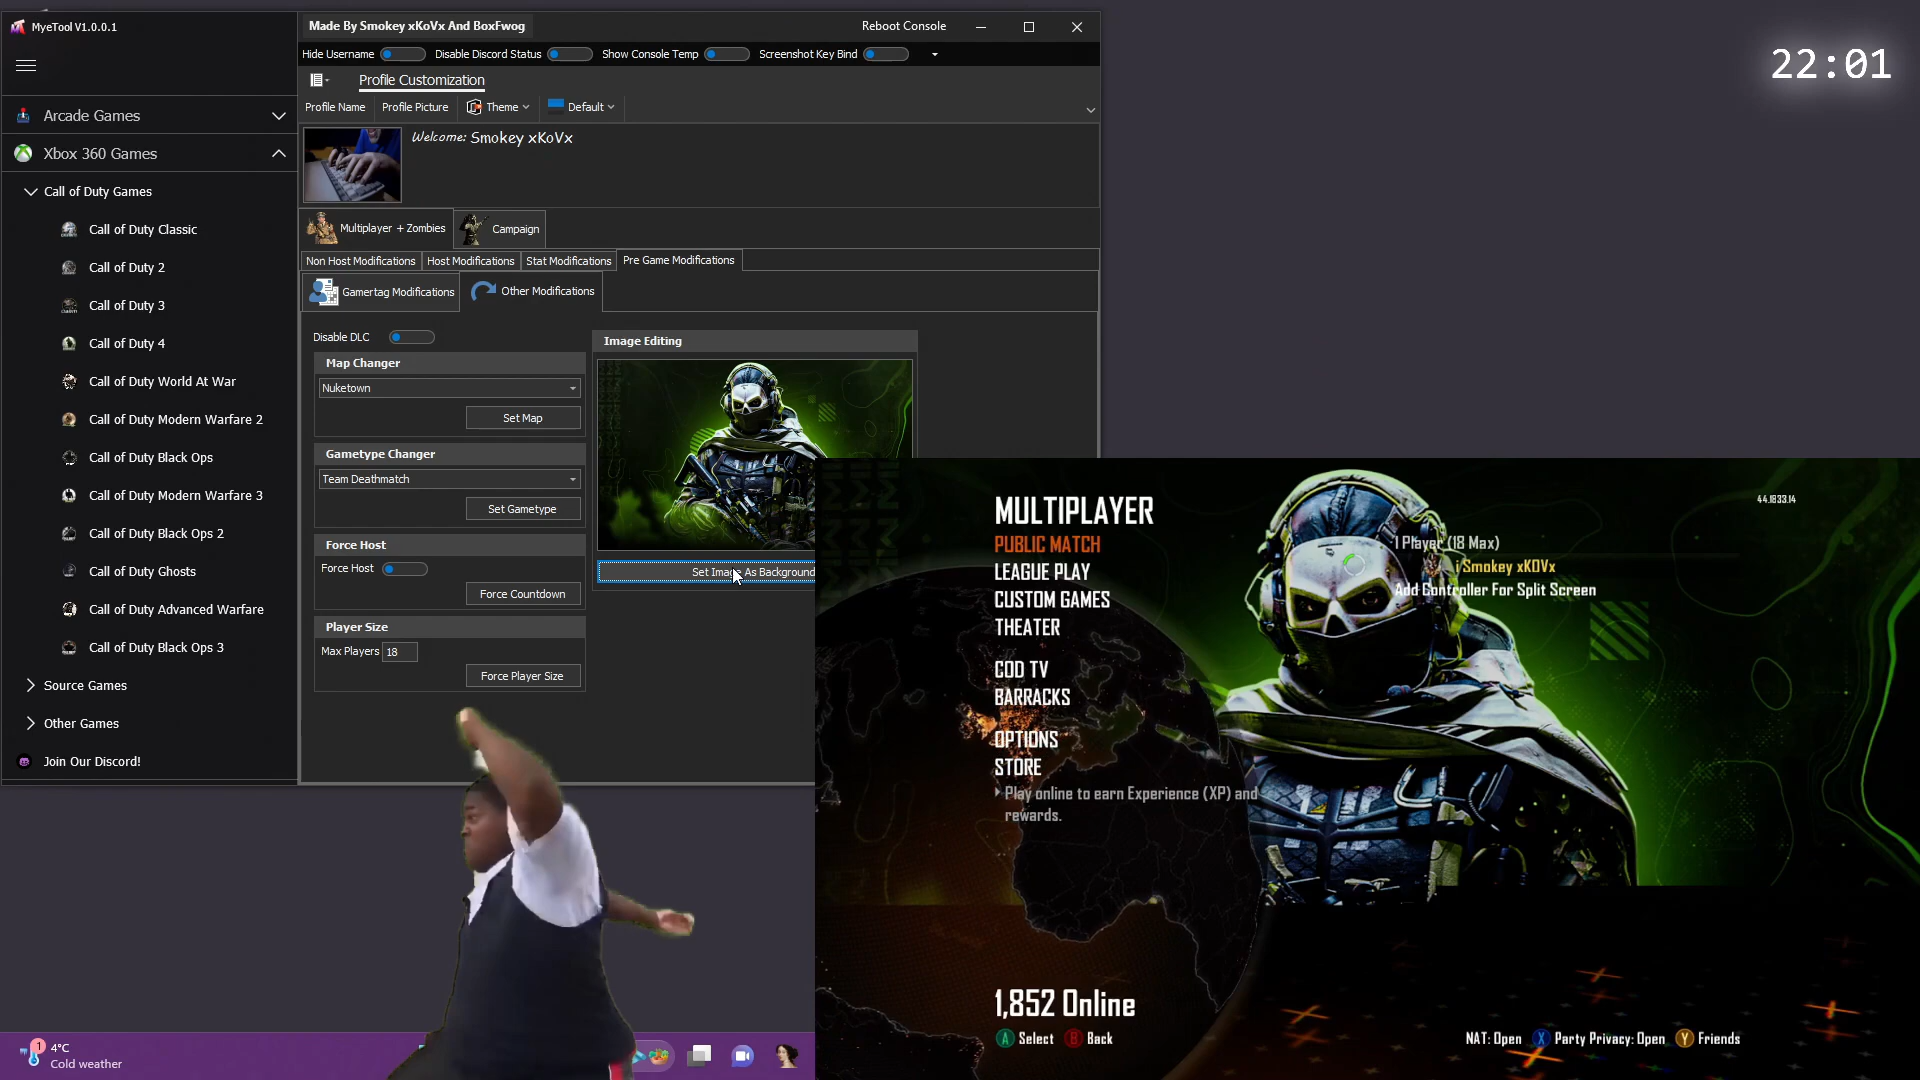 MyeTool V1.0.0.1
Made By Smokey xKoVx And BoxFwog
Reboot Console
Hide Username
Disable Discord Status
Show Console Temp
Screenshot Key Bind
Profile Customization
Profile Name
Profile Picture
Theme
Default
Welcome: Smokey xKoVx
22:01
Arcade Games
Xbox 360 Games
Call of Duty Games
Call of Duty Classic
Call of Duty 2
Call of Duty 3
Call of Duty 4
Call of Duty World At War
Call of Duty Modern Warfare 2
Call of Duty Black Ops
Call of Duty Modern Warfare 3
Call of Duty Black Ops 2
Call of Duty Ghosts
Call of Duty Advanced Warfare
Call of Duty Black Ops 3
Source Games
Other Games
Join Our Discord!
Multiplayer + Zombies
Campaign
Non Host Modifications
Host Modifications
Stat Modifications
Pre Game Modifications
Gamertag Modifications
Other Modifications
Disable DLC
Map Changer
Nuketown
Set Map
Gametype Changer
Team Deathmatch
Set Gametype
Force Host
Force Host
Force Countdown
Player Size
Max Players 18
Force Player Size
Image Editing
Set Image As Background
MULTIPLAYER
PUBLIC MATCH
LEAGUE PLAY
CUSTOM GAMES
THEATER
COD TV
BARRACKS
OPTIONS
STORE
Play online to earn Experience (XP) and
rewards.
44.1833.14
1 Player (18 Max)
i Smokey xKOVx
Add Controller For Split Screen
1,852 Online
A Select
B Back
NAT: Open
X Party Privacy: Open
Y Friends
1
4°C
Cold weather